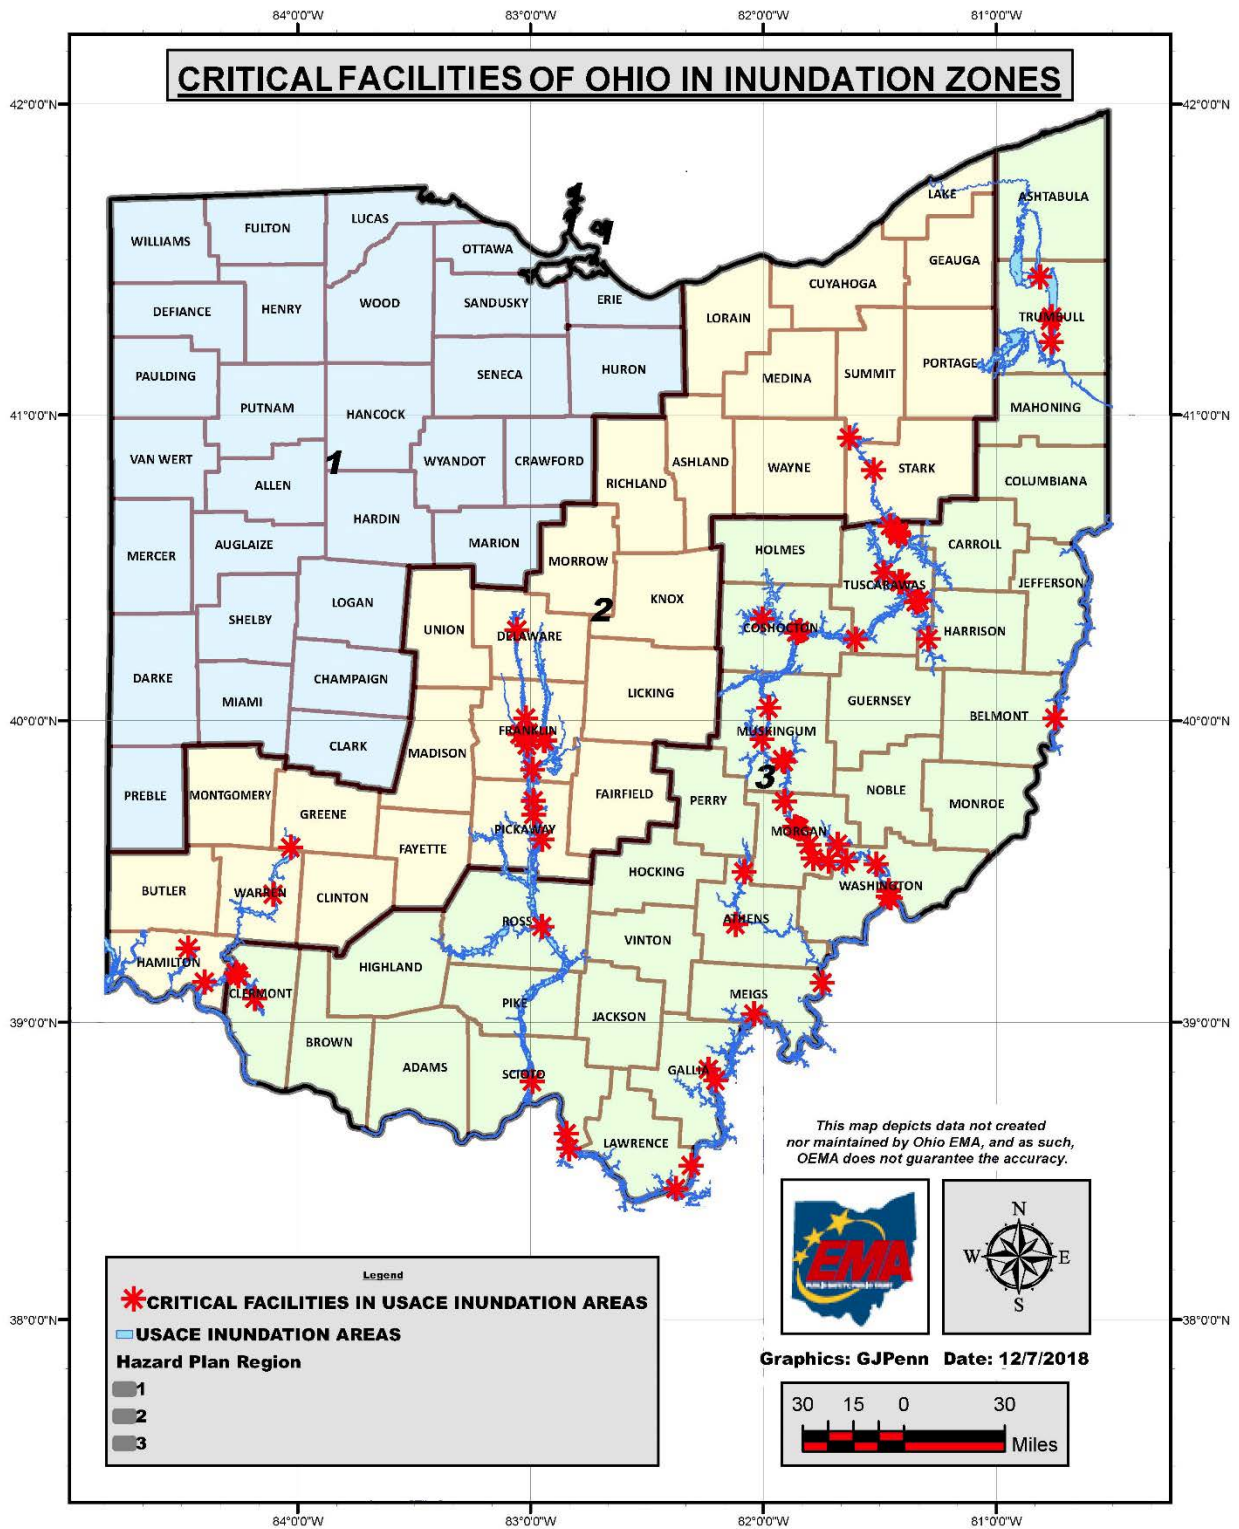 84°0'0"W 83°0'0"W 82°0'0"W 81°0'0"W
CRITICAL FACILITIES OF OHIO IN INUNDATION ZONES
42°0'0"N 42°0'0"N
LAKE
ASHTABULA
LUCAS
FULTON
WILLIAMS
OTTAWA
GEAUGA
CUYAHOGA
ERIE
SANDUSKY
WOOD
HENRY
DEFIANCE
LORAIN
TRUMBULL
PORTAGE
HURON
SENECA
SUMMIT
MEDINA
PAULDING
PUTNAM
HANCOCK
MAHONING
41°0'0"N 41°0'0"N
VAN WERT
1
WYANDOT
CRAWFORD
ASHLAND
WAYNE
STARK
COLUMBIANA
ALLEN
RICHLAND
HARDIN
AUGLAIZE
MARION
MERCER
HOLMES
CARROLL
MORROW
JEFFERSON
TUSCARAWAS
LOGAN
KNOX
2
SHELBY
UNION
DELAWARE
COSHOCTON
HARRISON
DARKE
CHAMPAIGN
LICKING
MIAMI
GUERNSEY
BELMONT
40°0'0"N 40°0'0"N
FRANKLIN
MUSKINGUM
CLARK
MADISON
3
PREBLE
MONTGOMERY
FAIRFIELD
PERRY
NOBLE
MONROE
GREENE
PICKAWAY
MORGAN
FAYETTE
HOCKING
BUTLER
WARREN
CLINTON
WASHINGTON
ROSS
ATHENS
VINTON
HAMILTON
HIGHLAND
CLERMONT
MEIGS
PIKE
JACKSON
39°0'0"N 39°0'0"N
BROWN
ADAMS
SCIOTO
GALLIA
LAWRENCE
This map depicts data not created
nor maintained by Ohio EMA, and as such,
OEMA does not guarantee the accuracy.
EMA
N
W E
S
Legend
CRITICAL FACILITIES IN USACE INUNDATION AREAS
USACE INUNDATION AREAS
Hazard Plan Region
1
2
3
38°0'0"N 38°0'0"N
Graphics: GJPenn Date: 12/7/2018
30 15 0 30
Miles
84°0'0"W 83°0'0"W 82°0'0"W 81°0'0"W